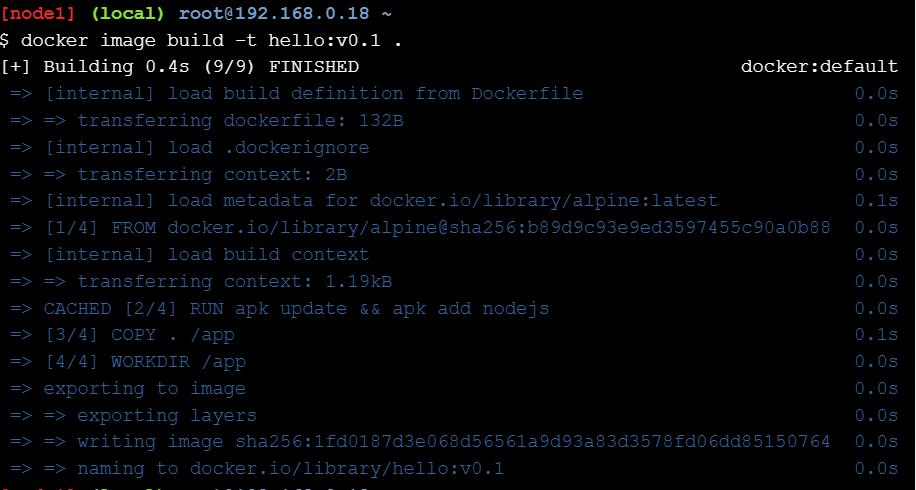 [node1] (local) root@192.168.0.18 ~
$ docker image build -t hello:v0.1 .
[+] Building 0.4s (9/9) FINISHED docker:default
=> [internal] load build definition from Dockerfile 0.0s
=> => transferring dockerfile: 132B 0.0s
=> [internal] load .dockerignore 0.0s
=> => transferring context: 2B 0.0s
=> [internal] load metadata for docker.io/library/alpine:latest 0.1s
=> [1/4] FROM docker.io/library/alpine@sha256:b89d9c93e9ed3597455c90a0b88 0.0s
=> [internal] load build context 0.0s
=> => transferring context: 1.19kB 0.0s
=> CACHED [2/4] RUN apk update && apk add nodejs 0.0s
=> [3/4] COPY . /app 0.1s
=> [4/4] WORKDIR /app 0.0s
=> exporting to image 0.0s
=> => exporting layers 0.0s
=> => writing image sha256:1fd0187d3e068d56561a9d93a83d3578fd06dd85150764 0.0s
=> => naming to docker.io/library/hello:v0.1 0.0s